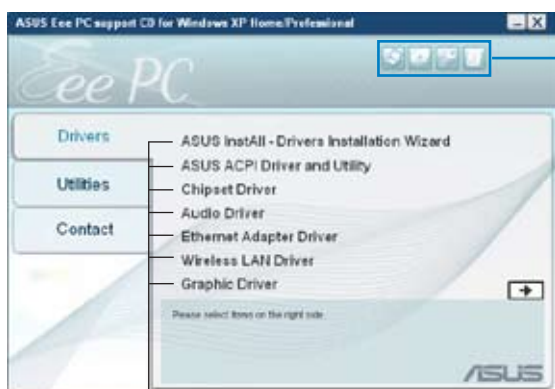 ASUS Eee PC support CD for Windows XP Home/Professional
Eee PC
Drivers
Utilities
Contact
ASUS InstAll - Drivers Installation Wizard
ASUS ACPI Driver and Utility
Chipset Driver
Audio Driver
Ethernet Adapter Driver
Wireless LAN Driver
Graphic Driver
Please select items on the right side.
ASUS